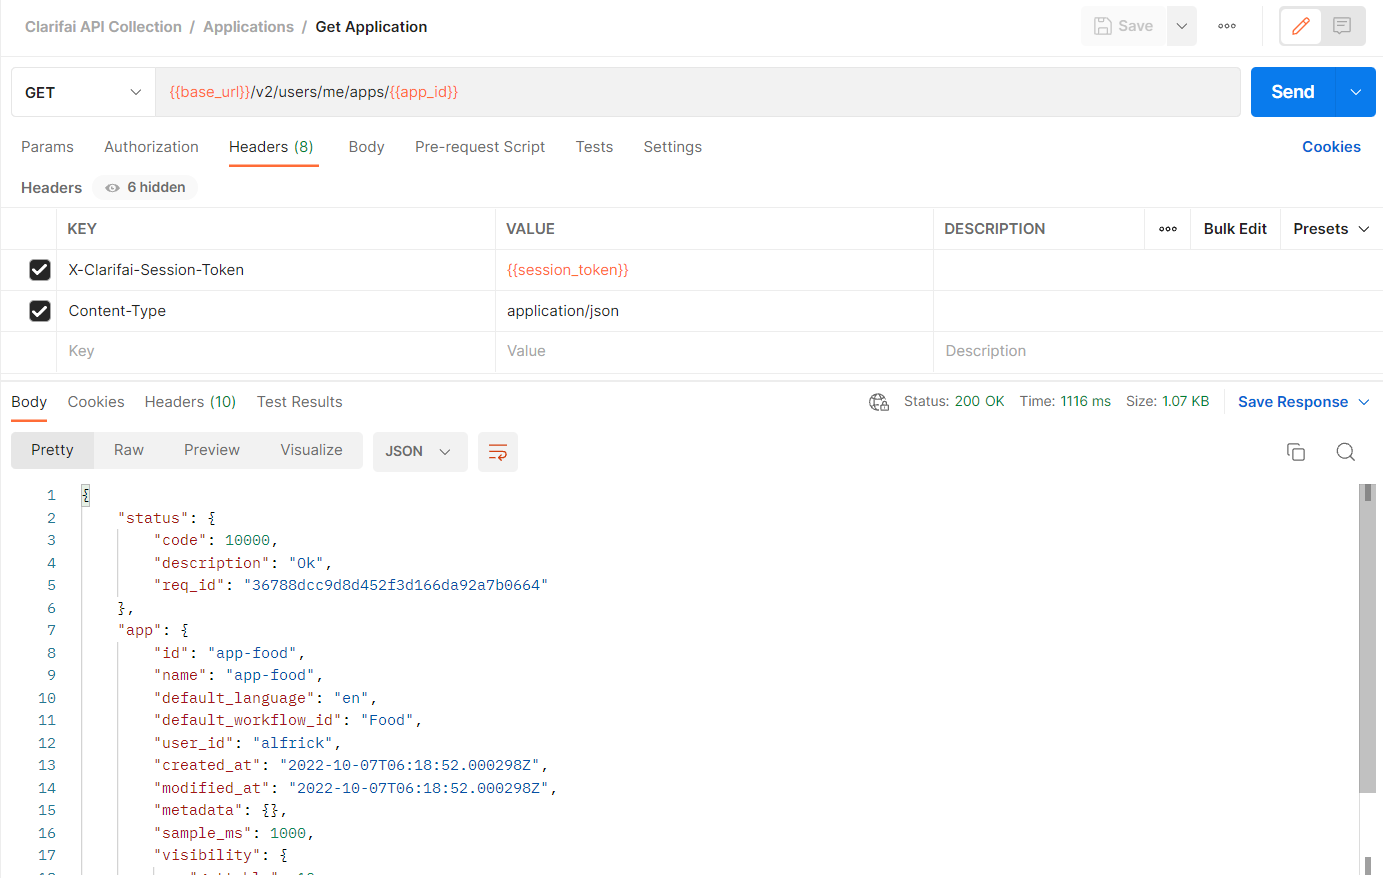 Clarifai API Collection / Applications / Get Application
Save
GET
{{base_url}}/v2/users/me/apps/{{app_id}}
Send
Params Authorization Headers (8) Body Pre-request Script Tests Settings Cookies
Headers 6 hidden
KEY VALUE DESCRIPTION Bulk Edit Presets
X-Clarifai-Session-Token {{session_token}}
Content-Type application/json
Key Value Description
Body Cookies Headers (10) Test Results Status: 200 OK Time: 1116 ms Size: 1.07 KB Save Response
Pretty Raw Preview Visualize JSON
1 {
2 "status": {
3 "code": 10000,
4 "description": "Ok",
5 "req_id": "36788dcc9d8d452f3d166da92a7b0664"
6 },
7 "app": {
8 "id": "app-food",
9 "name": "app-food",
10 "default_language": "en",
11 "default_workflow_id": "Food",
12 "user_id": "alfrick",
13 "created_at": "2022-10-07T06:18:52.000298Z",
14 "modified_at": "2022-10-07T06:18:52.000298Z",
15 "metadata": {},
16 "sample_ms": 1000,
17 "visibility": {